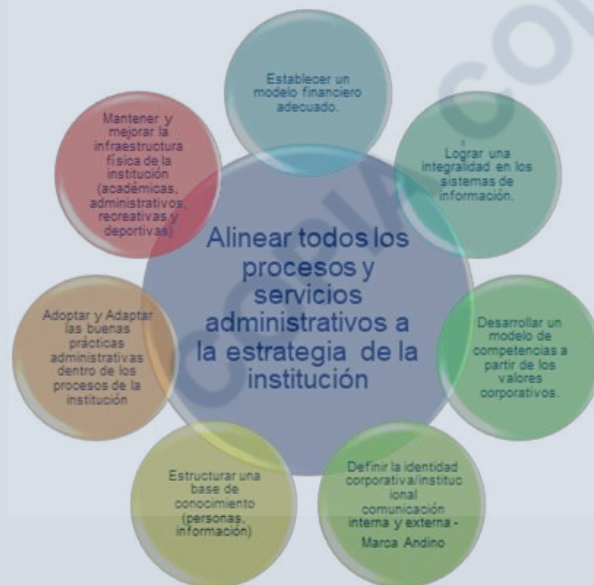 Establecer un
modelo financiero
adecuado.
Lograr una
integralidad en los
sistemas de
información.
Desarrollar un
modelo de
competencias a
partir de los
valores
corporativos.
Definir la identidad
corporativa/instituc
ional
comunicación
interna y externa -
Marca Andino
Estructurar una
base de
conocimiento
(personas,
información)
Adoptar y Adaptar
las buenas
prácticas
administrativas
dentro de los
procesos de la
institución
Mantener y
mejorar la
infraestructura
física de la
institución
(académicas,
administrativos,
recreativas y
deportivas)
Alinear todos los
procesos y
servicios
administrativos a
la estrategia de la
institución
COPIA CO